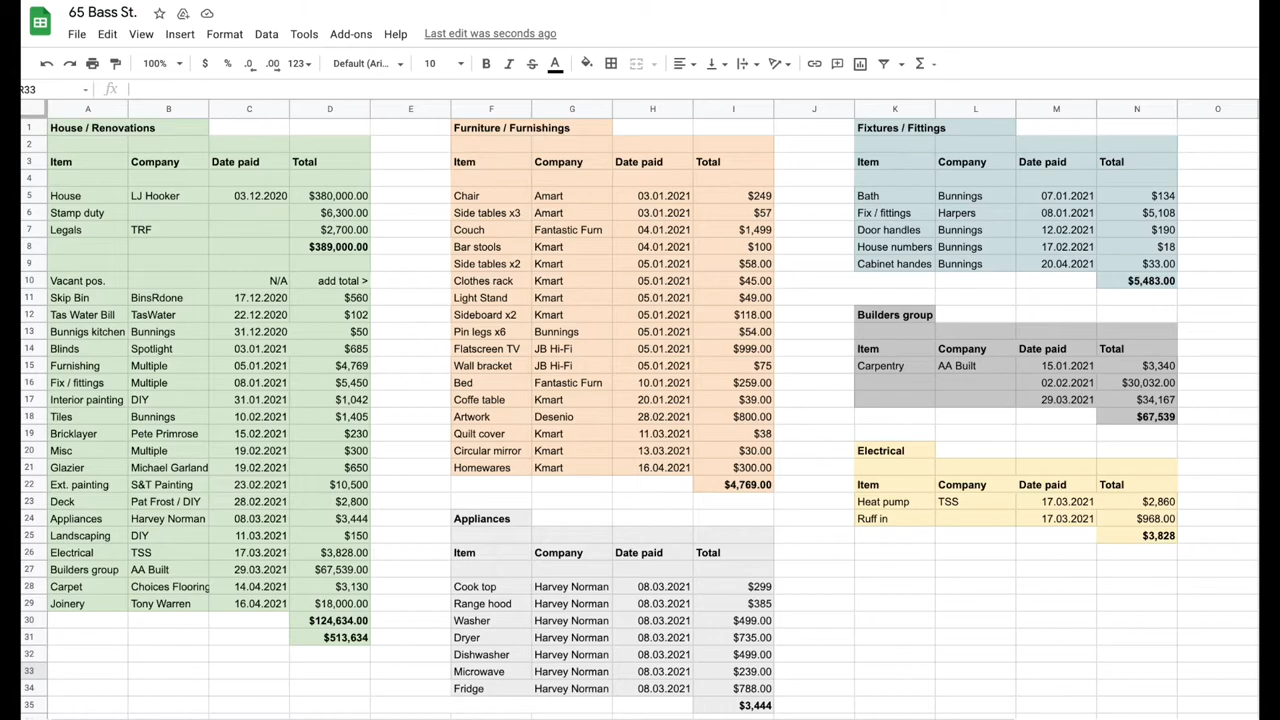 65 Bass St.
File Edit View Insert Format Data Tools Add-ons Help Last edit was seconds ago
100% $ % .0 .00 123 Default (Ari... 10 B I S A Σ
R33 fx
A B C D E F G H I J K L M N O
1 House / Renovations Furniture / Furnishings Fixtures / Fittings
2
3 Item Company Date paid Total Item Company Date paid Total Item Company Date paid Total
4
5 House LJ Hooker 03.12.2020 $380,000.00 Chair Amart 03.01.2021 $249 Bath Bunnings 07.01.2021 $134
6 Stamp duty $6,300.00 Side tables x3 Amart 03.01.2021 $57 Fix / fittings Harpers 08.01.2021 $5,108
7 Legals TRF $2,700.00 Couch Fantastic Furn 04.01.2021 $1,499 Door handles Bunnings 12.02.2021 $190
8 $389,000.00 Bar stools Kmart 04.01.2021 $100 House numbers Bunnings 17.02.2021 $18
9 Side tables x2 Kmart 05.01.2021 $58.00 Cabinet handes Bunnings 20.04.2021 $33.00
10 Vacant pos. N/A add total > Clothes rack Kmart 05.01.2021 $45.00 $5,483.00
11 Skip Bin BinsRdone 17.12.2020 $560 Light Stand Kmart 05.01.2021 $49.00
12 Tas Water Bill TasWater 22.12.2020 $102 Sideboard x2 Kmart 05.01.2021 $118.00 Builders group
13 Bunnigs kitchen Bunnings 31.12.2020 $50 Pin legs x6 Bunnings 05.01.2021 $54.00
14 Blinds Spotlight 03.01.2021 $685 Flatscreen TV JB Hi-Fi 05.01.2021 $999.00 Item Company Date paid Total
15 Furnishing Multiple 05.01.2021 $4,769 Wall bracket JB Hi-Fi 05.01.2021 $75 Carpentry AA Built 15.01.2021 $3,340
16 Fix / fittings Multiple 08.01.2021 $5,450 Bed Fantastic Furn 10.01.2021 $259.00 02.02.2021 $30,032.00
17 Interior painting DIY 31.01.2021 $1,042 Coffe table Kmart 20.01.2021 $39.00 29.03.2021 $34,167
18 Tiles Bunnings 10.02.2021 $1,405 Artwork Desenio 28.02.2021 $800.00 $67,539
19 Bricklayer Pete Primrose 15.02.2021 $230 Quilt cover Kmart 11.03.2021 $38
20 Misc Multiple 19.02.2021 $300 Circular mirror Kmart 13.03.2021 $30.00 Electrical
21 Glazier Michael Garland 19.02.2021 $650 Homewares Kmart 16.04.2021 $300.00
22 Ext. painting S&T Painting 23.02.2021 $10,500 $4,769.00 Item Company Date paid Total
23 Deck Pat Frost / DIY 28.02.2021 $2,800 Heat pump TSS 17.03.2021 $2,860
24 Appliances Harvey Norman 08.03.2021 $3,444 Appliances Ruff in 17.03.2021 $968.00
25 Landscaping DIY 11.03.2021 $150 $3,828
26 Electrical TSS 17.03.2021 $3,828.00 Item Company Date paid Total
27 Builders group AA Built 29.03.2021 $67,539.00
28 Carpet Choices Flooring 14.04.2021 $3,130 Cook top Harvey Norman 08.03.2021 $299
29 Joinery Tony Warren 16.04.2021 $18,000.00 Range hood Harvey Norman 08.03.2021 $385
30 $124,634.00 Washer Harvey Norman 08.03.2021 $499.00
31 $513,634 Dryer Harvey Norman 08.03.2021 $735.00
32 Dishwasher Harvey Norman 08.03.2021 $499.00
33 Microwave Harvey Norman 08.03.2021 $239.00
34 Fridge Harvey Norman 08.03.2021 $788.00
35 $3,444